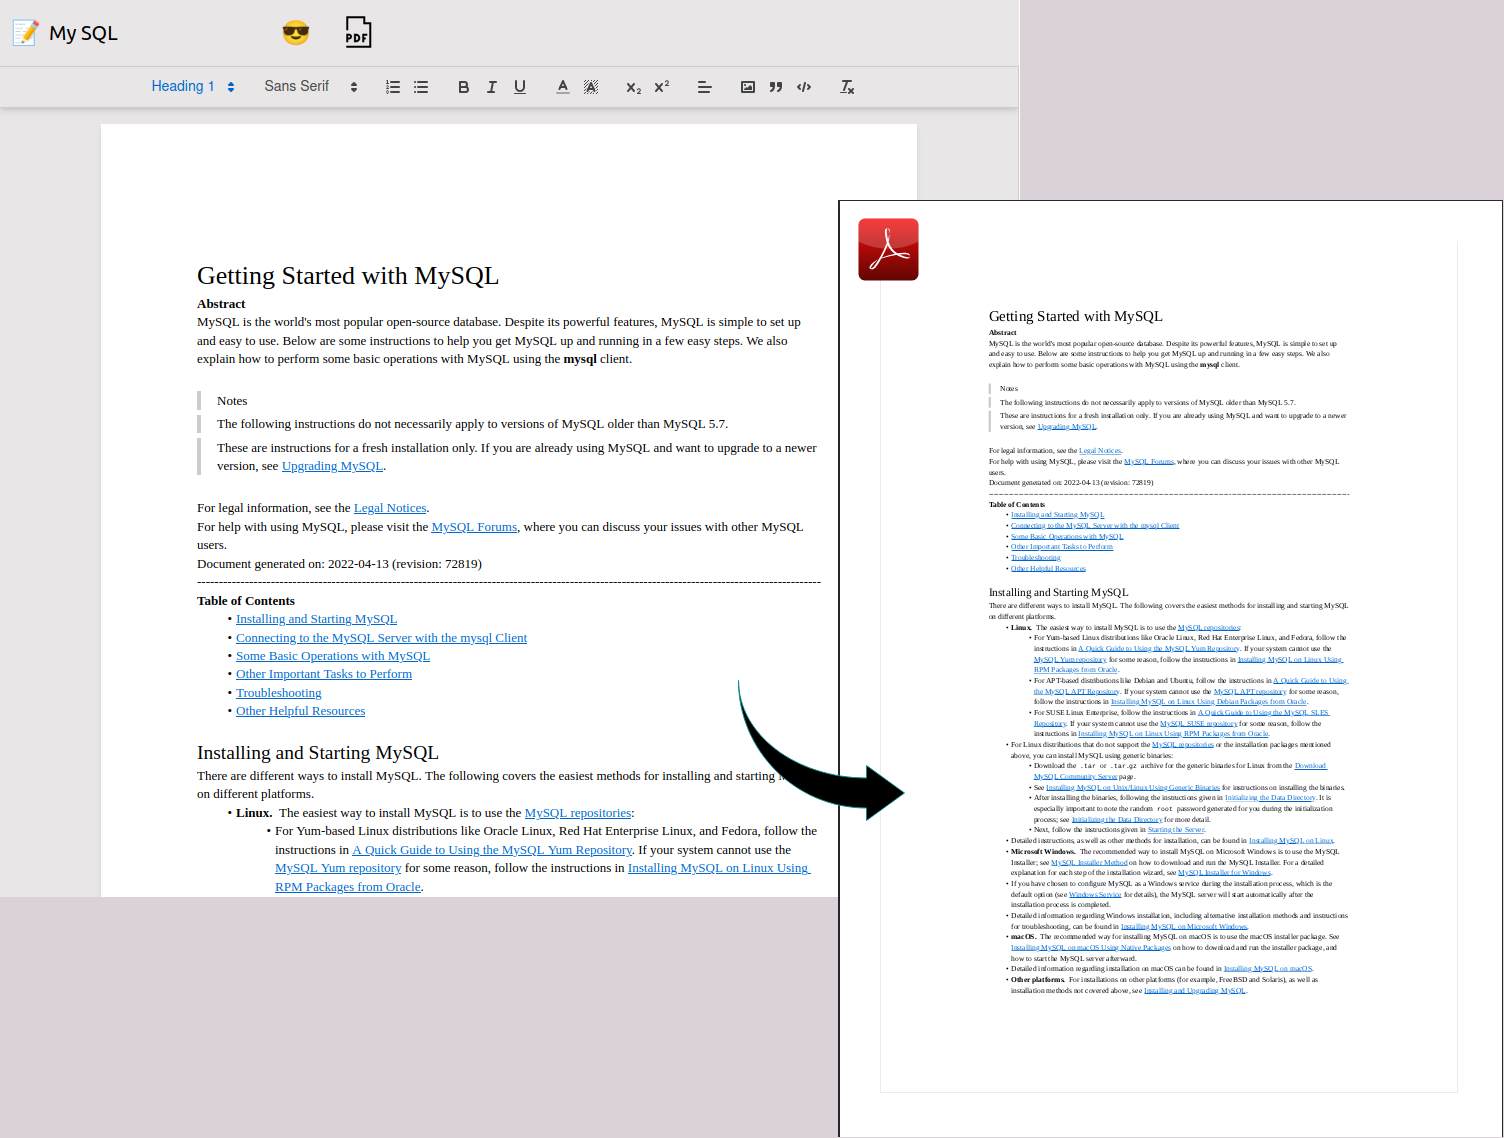 My SQL
PDF
Heading 1
Sans Serif
Getting Started with MySQL
Abstract
MySQL is the world's most popular open-source database. Despite its powerful features, MySQL is simple to set up
and easy to use. Below are some instructions to help you get MySQL up and running in a few easy steps. We also
explain how to perform some basic operations with MySQL using the mysql client.
Notes
The following instructions do not necessarily apply to versions of MySQL older than MySQL 5.7.
These are instructions for a fresh installation only. If you are already using MySQL and want to upgrade to a newer
version, see Upgrading MySQL.
For legal information, see the Legal Notices.
For help with using MySQL, please visit the MySQL Forums, where you can discuss your issues with other MySQL
users.
Document generated on: 2022-04-13 (revision: 72819)
Table of Contents
• Installing and Starting MySQL
• Connecting to the MySQL Server with the mysql Client
• Some Basic Operations with MySQL
• Other Important Tasks to Perform
• Troubleshooting
• Other Helpful Resources
Installing and Starting MySQL
There are different ways to install MySQL. The following covers the easiest methods for installing and starting
on different platforms.
• Linux. The easiest way to install MySQL is to use the MySQL repositories:
• For Yum-based Linux distributions like Oracle Linux, Red Hat Enterprise Linux, and Fedora, follow the
instructions in A Quick Guide to Using the MySQL Yum Repository. If your system cannot use the
MySQL Yum repository for some reason, follow the instructions in Installing MySQL on Linux Using
RPM Packages from Oracle.
Getting Started with MySQL
Abstract
MySQL is the world's most popular open-source database. Despite its powerful features, MySQL is simple to set up
and easy to use. Below are some instructions to help you get MySQL up and running in a few easy steps. We also
explain how to perform some basic operations with MySQL using the mysql client.
Notes
The following instructions do not necessarily apply to versions of MySQL older than MySQL 5.7.
These are instructions for a fresh installation only. If you are already using MySQL and want to upgrade to a newer
version, see Upgrading MySQL.
For legal information, see the Legal Notices.
For help with using MySQL, please visit the MySQL Forums, where you can discuss your issues with other MySQL
users.
Document generated on: 2022-04-13 (revision: 72819)
Table of Contents
• Installing and Starting MySQL
• Connecting to the MySQL Server with the mysql Client
• Some Basic Operations with MySQL
• Other Important Tasks to Perform
• Troubleshooting
• Other Helpful Resources
Installing and Starting MySQL
There are different ways to install MySQL. The following covers the easiest methods for installing and starting MySQL
on different platforms.
• Linux. The easiest way to install MySQL is to use the MySQL repositories:
• For Yum-based Linux distributions like Oracle Linux, Red Hat Enterprise Linux, and Fedora, follow the
instructions in A Quick Guide to Using the MySQL Yum Repository. If your system cannot use the
MySQL Yum repository for some reason, follow the instructions in Installing MySQL on Linux Using
RPM Packages from Oracle.
• For APT-based distributions like Debian and Ubuntu, follow the instructions in A Quick Guide to Using
the MySQL APT Repository. If your system cannot use the MySQL APT repository for some reason,
follow the instructions in Installing MySQL on Linux Using Debian Packages from Oracle.
• For SUSE Linux Enterprise, follow the instructions in A Quick Guide to Using the MySQL SLES
Repository. If your system cannot use the MySQL SUSE repository for some reason, follow the
instructions in Installing MySQL on Linux Using RPM Packages from Oracle.
• For Linux distributions that do not support the MySQL repositories or the installation packages mentioned
above, you can install MySQL using generic binaries:
• Download the .tar or .tar.gz archive for the generic binaries for Linux from the Download
MySQL Community Server page.
• See Installing MySQL on Unix/Linux Using Generic Binaries for instructions on installing the binaries.
• After installing the binaries, following the instructions given in Initializing the Data Directory. It is
especially important to note the random root password generated for you during the initialization
process; see Initializing the Data Directory for more detail.
• Next, follow the instructions given in Starting the Server.
• Detailed instructions, as well as other methods for installation, can be found in Installing MySQL on Linux.
• Microsoft Windows. The recommended way to install MySQL on Microsoft Windows is to use the MySQL
Installer; see MySQL Installer Method on how to download and run the MySQL Installer. For a detailed
explanation for each step of the installation wizard, see MySQL Installer for Windows.
• If you have chosen to configure MySQL as a Windows service during the installation process, which is the
default option (see Windows Service for details), the MySQL server will start automatically after the
installation process is completed.
• Detailed information regarding Windows installation, including alternative installation methods and instructions
for troubleshooting, can be found in Installing MySQL on Microsoft Windows.
• macOS. The recommended way for installing MySQL on macOS is to use the macOS installer package. See
Installing MySQL on macOS Using Native Packages on how to download and run the installer package, and
how to start the MySQL server afterward.
• Detailed information regarding installation on macOS can be found in Installing MySQL on macOS.
• Other platforms. For installations on other platforms (for example, FreeBSD and Solaris), as well as
installation methods not covered above, see Installing and Upgrading MySQL.